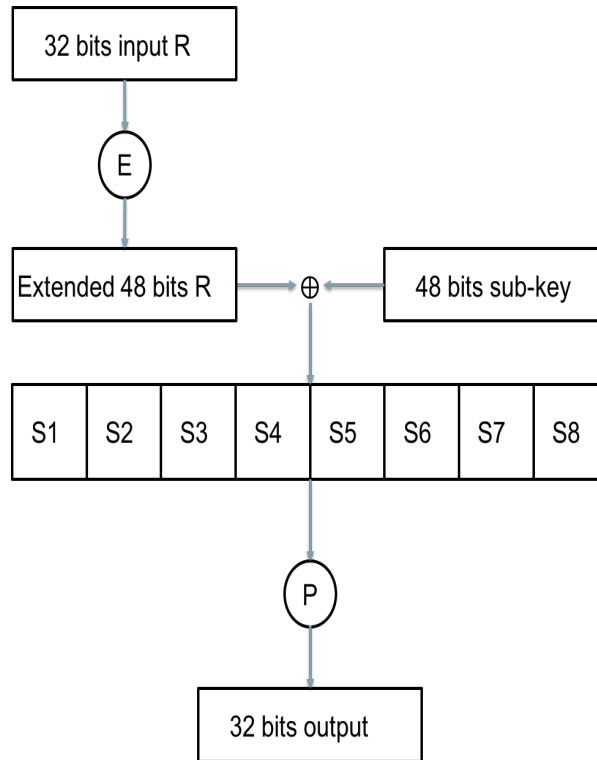 32 bits input R
E
Extended 48 bits R
⊕
48 bits sub-key
S1 S2 S3 S4 S5 S6 S7 S8
P
32 bits output